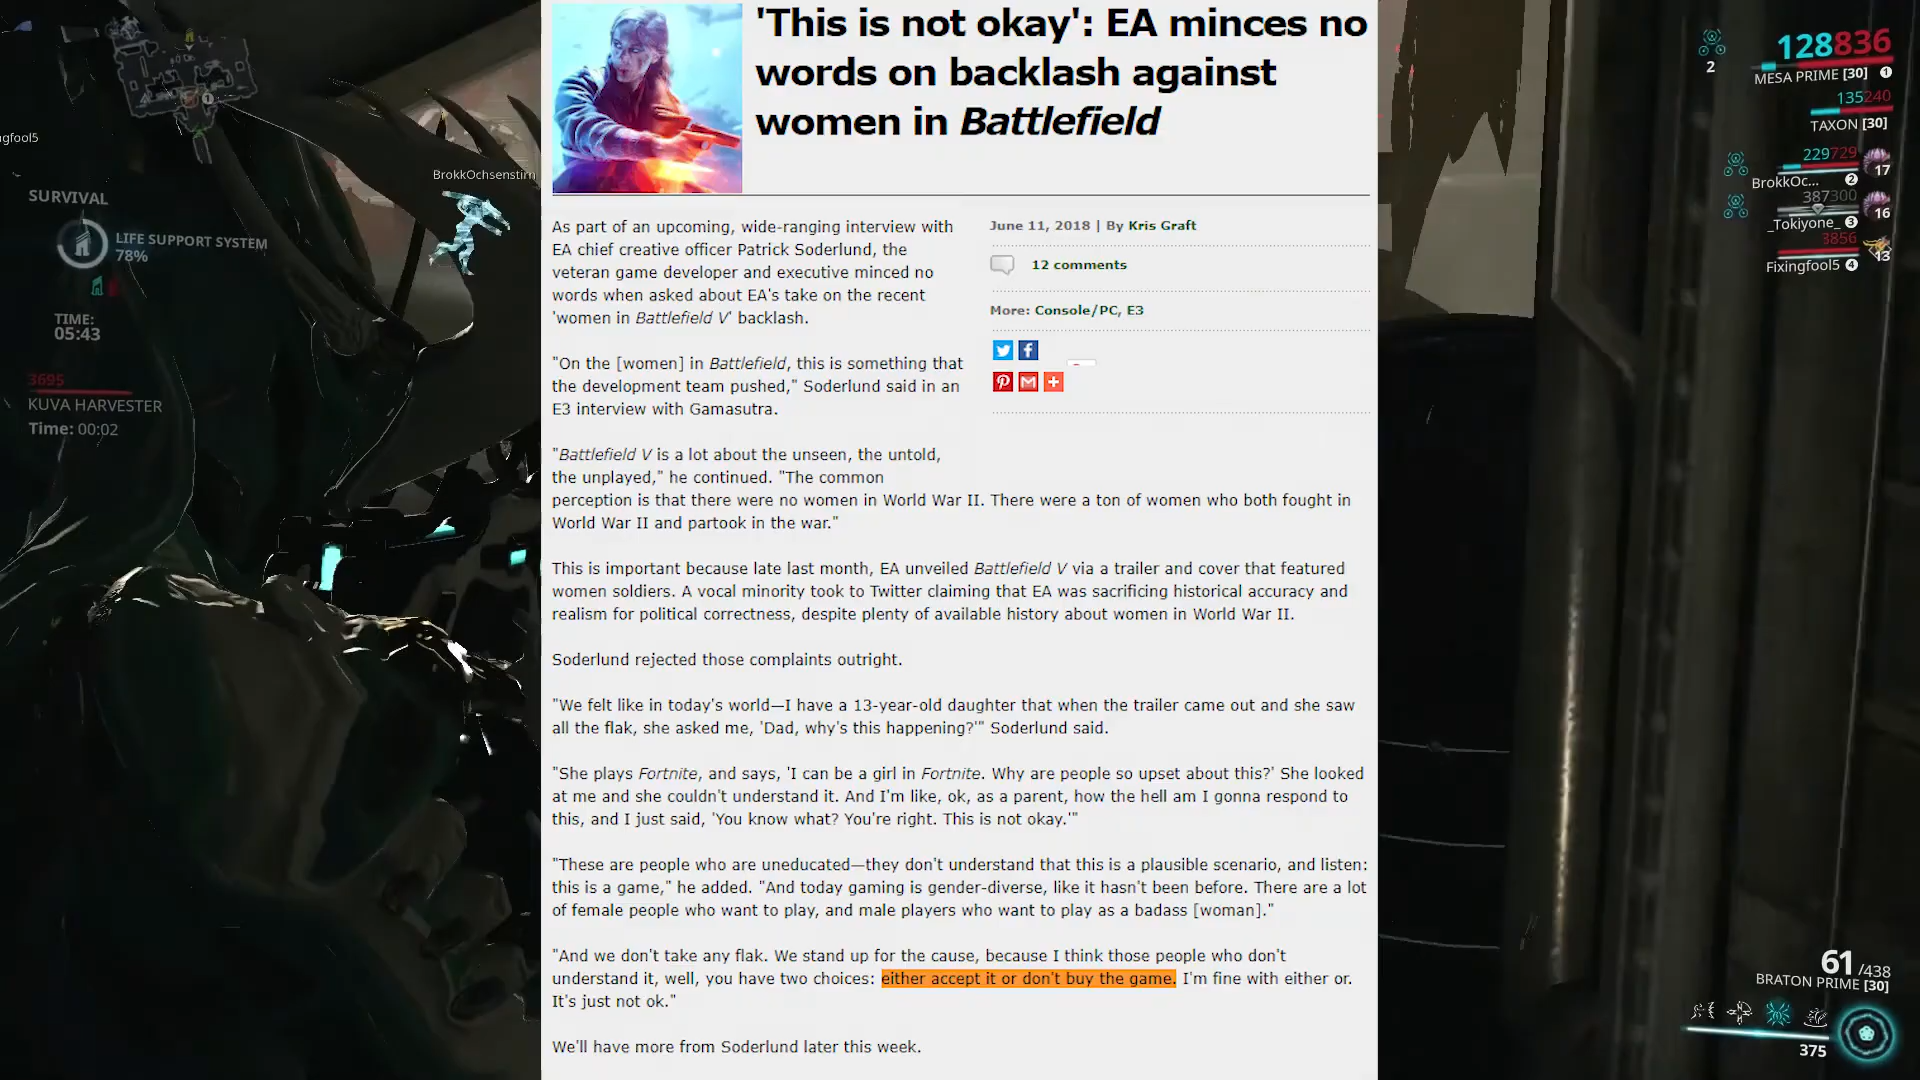 'This is not okay': EA minces no
words on backlash against
women in Battlefield
As part of an upcoming, wide-ranging interview with
EA chief creative officer Patrick Soderlund, the
veteran game developer and executive minced no
words when asked about EA's take on the recent
'women in Battlefield V' backlash.
"On the [women] in Battlefield, this is something that
the development team pushed," Soderlund said in an
E3 interview with Gamasutra.
"Battlefield V is a lot about the unseen, the untold,
the unplayed," he continued. "The common
perception is that there were no women in World War II. There were a ton of women who both fought in
World War II and partook in the war."
This is important because late last month, EA unveiled Battlefield V via a trailer and cover that featured
women soldiers. A vocal minority took to Twitter claiming that EA was sacrificing historical accuracy and
realism for political correctness, despite plenty of available history about women in World War II.
Soderlund rejected those complaints outright.
"We felt like in today's world—I have a 13-year-old daughter that when the trailer came out and she saw
all the flak, she asked me, 'Dad, why's this happening?'" Soderlund said.
"She plays Fortnite, and says, 'I can be a girl in Fortnite. Why are people so upset about this?' She looked
at me and she couldn't understand it. And I'm like, ok, as a parent, how the hell am I gonna respond to
this, and I just said, 'You know what? You're right. This is not okay.'"
"These are people who are uneducated—they don't understand that this is a plausible scenario, and listen:
this is a game," he added. "And today gaming is gender-diverse, like it hasn't been before. There are a lot
of female people who want to play, and male players who want to play as a badass [woman]."
"And we don't take any flak. We stand up for the cause, because I think those people who don't
understand it, well, you have two choices: either accept it or don't buy the game. I'm fine with either or.
It's just not ok."
We'll have more from Soderlund later this week.
June 11, 2018 | By Kris Graft
12 comments
More: Console/PC, E3
ngfool5
BrokkOchsenstirn
SURVIVAL
LIFE SUPPORT SYSTEM
78%
TIME:
05:43
3695
KUVA HARVESTER
Time: 00:02
2
128836
MESA PRIME [30] 1
135240
TAXON [30]
229729
17
BrokkOc... 2
387300
16
_Tokiyone_ 3
3856
13
Fixingfool5 4
61/438
BRATON PRIME [30]
375